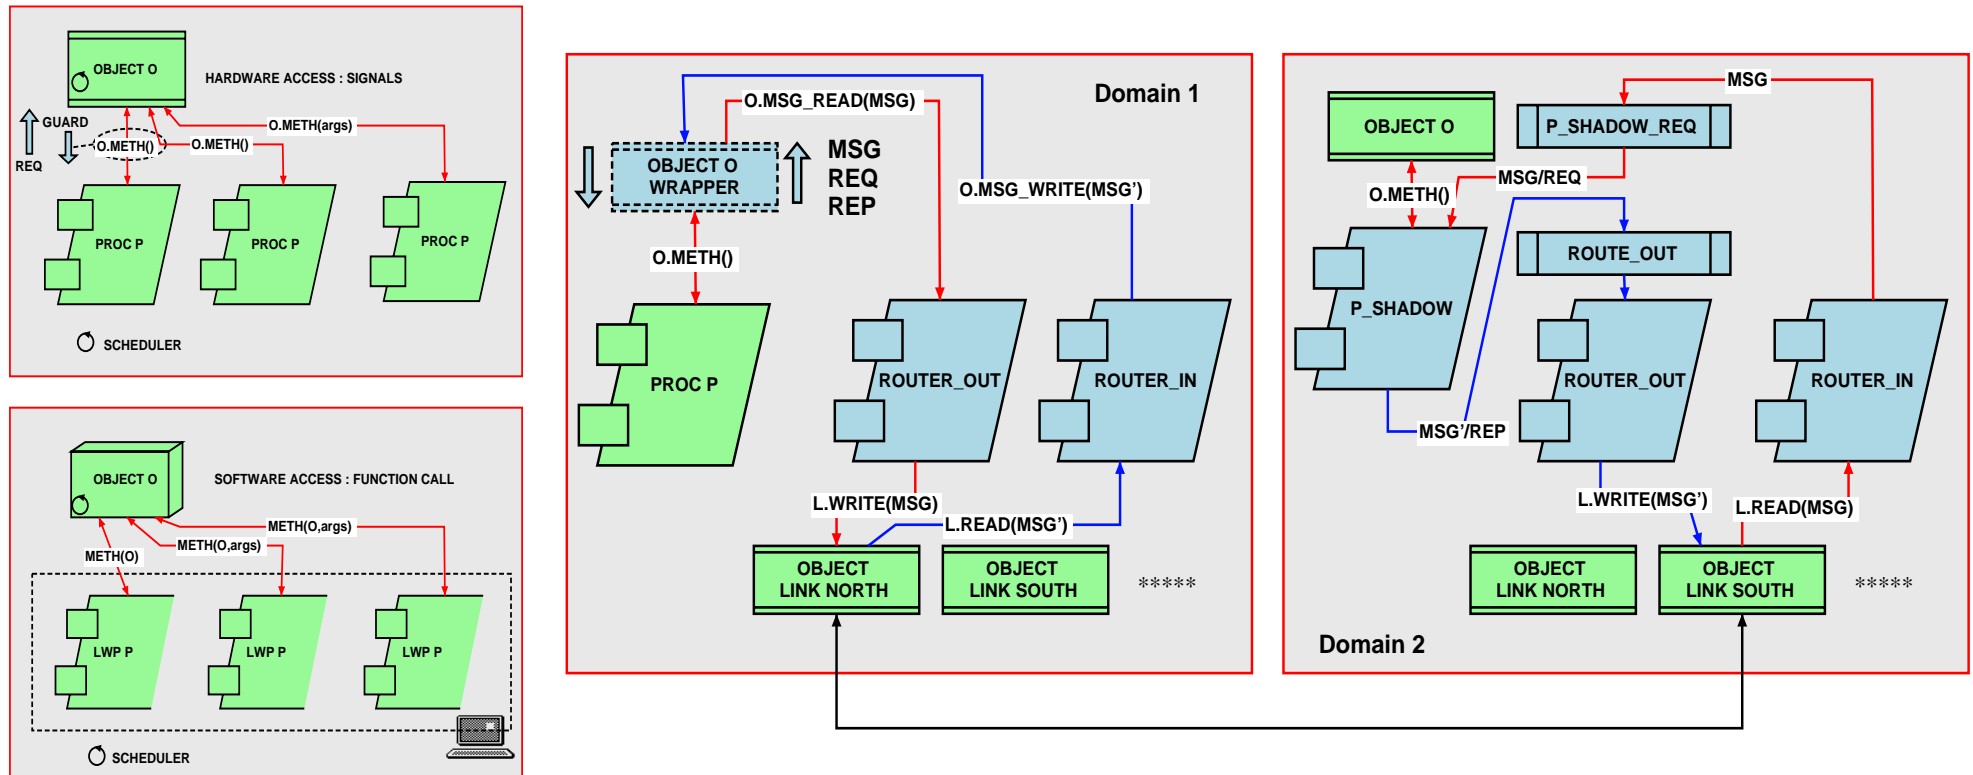 OBJECT O
HARDWARE ACCESS : SIGNALS
GUARD
REQ
O.METH()
O.METH()
O.METH(args)
PROC P
PROC P
PROC P
SCHEDULER
OBJECT O
SOFTWARE ACCESS : FUNCTION CALL
METH(O)
METH(O,args)
METH(O,args)
LWP P
LWP P
LWP P
SCHEDULER
Domain 1
O.MSG_READ(MSG)
OBJECT O
WRAPPER
MSG
REQ
REP
O.MSG_WRITE(MSG’)
O.METH()
PROC P
ROUTER_OUT
ROUTER_IN
L.WRITE(MSG)
L.READ(MSG’)
OBJECT
LINK NORTH
OBJECT
LINK SOUTH
*****
MSG
OBJECT O
P_SHADOW_REQ
MSG/REQ
O.METH()
ROUTE_OUT
P_SHADOW
ROUTER_OUT
ROUTER_IN
MSG’/REP
L.WRITE(MSG’)
L.READ(MSG)
OBJECT
LINK NORTH
OBJECT
LINK SOUTH
*****
Domain 2